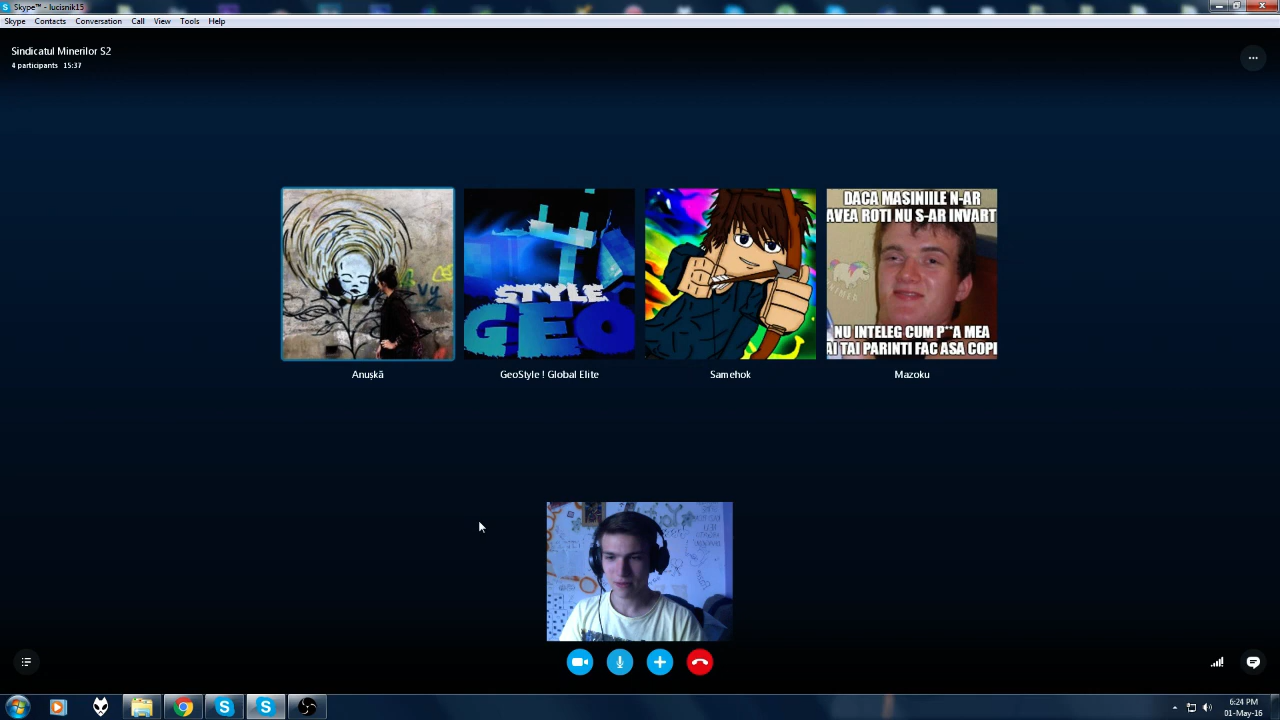 Skype™ - lucisnik15
Skype Contacts Conversation Call View Tools Help
Sindicatul Minerilor S2
4 participants 15:37
DACA MASINIILE N-AR
AVEA ROTI NU S-AR INVART
NU INTELEG CUM P**A MEA
AI TAI PARINTI FAC ASA COPI
STYLE
GEO
Anușkă
GeoStyle ! Global Elite
Samehok
Mazoku
6:24 PM
01-May-16